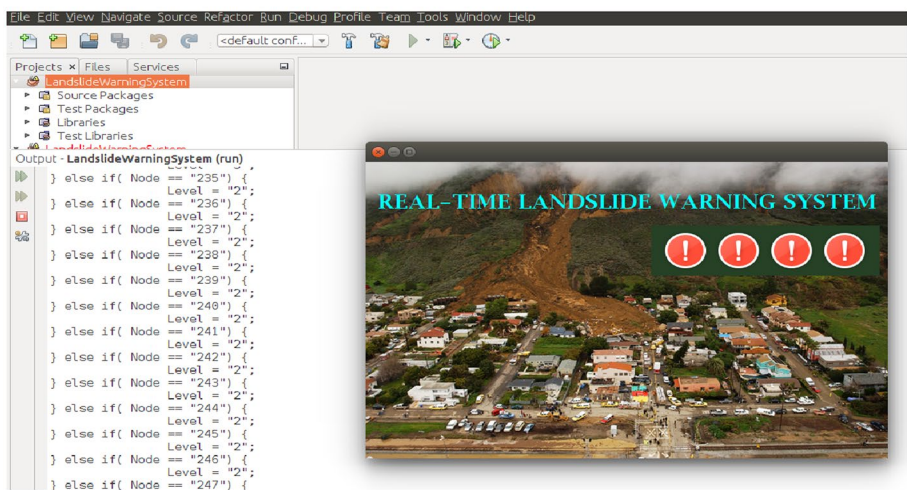 File Edit View Navigate Source Refactor Run Debug Profile Team Tools Window Help
<default conf...
Projects × Files Services
LandslideWarningSystem
Source Packages
Test Packages
Libraries
Test Libraries
LandslideWarningSystem
Output - LandslideWarningSystem (run)
} else if( Node == "235") {
Level = "2";
} else if( Node == "236") {
Level = "2";
} else if( Node == "237") {
Level = "2";
} else if( Node == "238") {
Level = "2";
} else if( Node == "239") {
Level = "2";
} else if( Node == "240") {
Level = "2";
} else if( Node == "241") {
Level = "2";
} else if( Node == "242") {
Level = "2";
} else if( Node == "243") {
Level = "2";
} else if( Node == "244") {
Level = "2";
} else if( Node == "245") {
Level = "2";
} else if( Node == "246") {
Level = "2";
} else if( Node == "247") {
REAL-TIME LANDSLIDE WARNING SYSTEM
! ! ! !